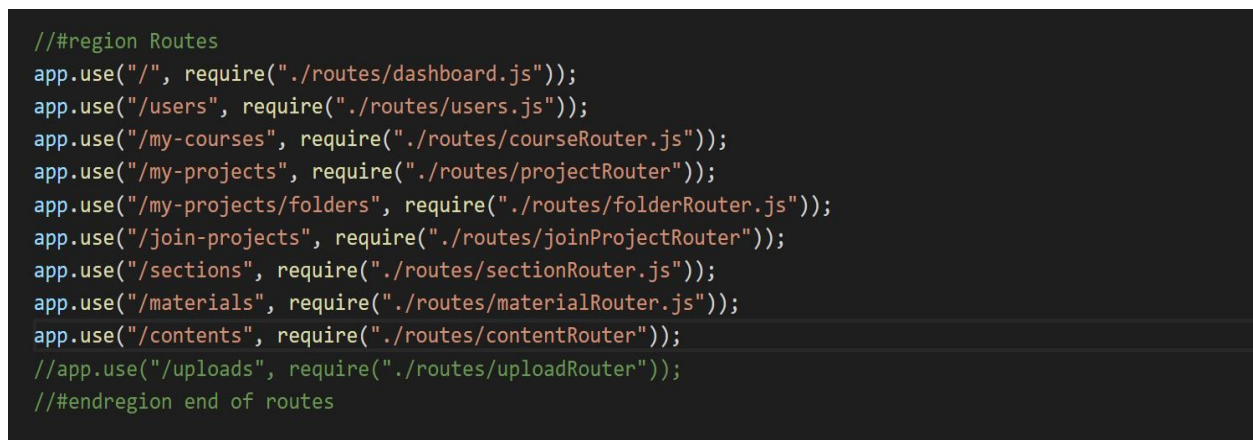 //#region Routes
app.use("/", require("./routes/dashboard.js"));
app.use("/users", require("./routes/users.js"));
app.use("/my-courses", require("./routes/courseRouter.js"));
app.use("/my-projects", require("./routes/projectRouter"));
app.use("/my-projects/folders", require("./routes/folderRouter.js"));
app.use("/join-projects", require("./routes/joinProjectRouter"));
app.use("/sections", require("./routes/sectionRouter.js"));
app.use("/materials", require("./routes/materialRouter.js"));
app.use("/contents", require("./routes/contentRouter"));
//app.use("/uploads", require("./routes/uploadRouter"));
//#endregion end of routes